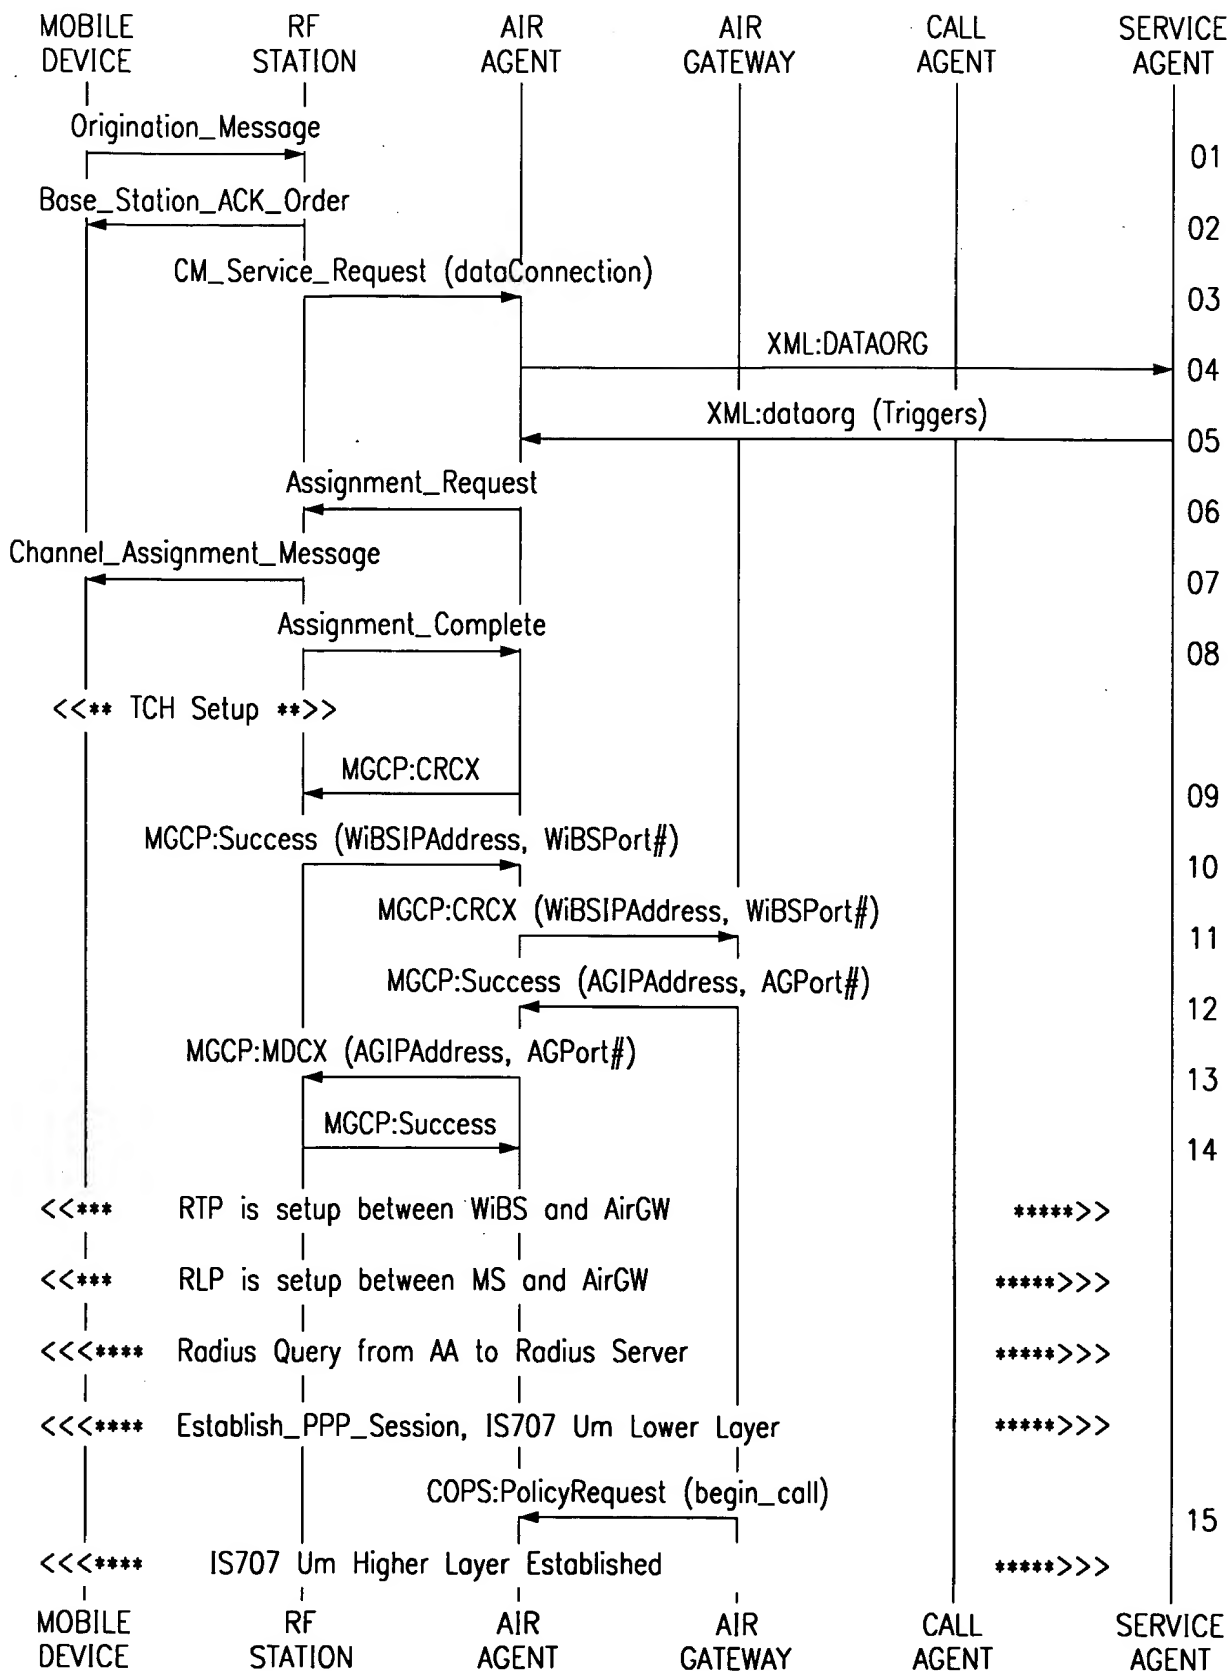 MOBILE DEVICE
RF STATION
AIR AGENT
AIR GATEWAY
CALL AGENT
SERVICE AGENT
Origination_Message
01
Base_Station_ACK_Order
02
CM_Service_Request (dataConnection)
03
XML:DATAORG
04
XML:dataorg (Triggers)
05
Assignment_Request
06
Channel_Assignment_Message
07
Assignment_Complete
08
<<** TCH Setup **>>
MGCP:CRCX
09
MGCP:Success (WiBSIPAddress, WiBSPort#)
10
MGCP:CRCX (WiBSIPAddress, WiBSPort#)
11
MGCP:Success (AGIPAddress, AGPort#)
12
MGCP:MDCX (AGIPAddress, AGPort#)
13
MGCP:Success
14
<<*** RTP is setup between WiBS and AirGW *****>>
<<*** RLP is setup between MS and AirGW *****>>>
<<<**** Radius Query from AA to Radius Server *****>>>
<<<**** Establish_PPP_Session, IS707 Um Lower Layer *****>>>
COPS:PolicyRequest (begin_call)
15
<<<**** IS707 Um Higher Layer Established *****>>>
MOBILE DEVICE
RF STATION
AIR AGENT
AIR GATEWAY
CALL AGENT
SERVICE AGENT